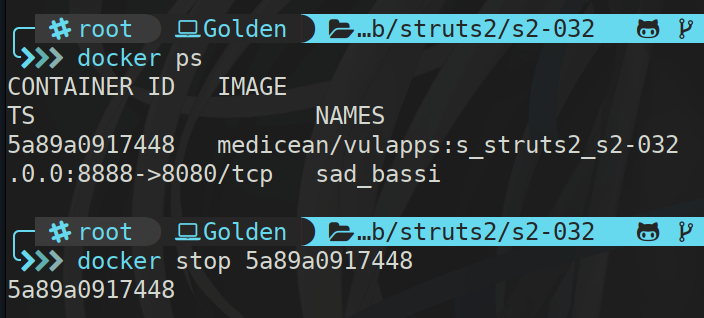 root Golden …b/struts2/s2-032
docker ps
CONTAINER ID   IMAGE
TS                    NAMES
5a89a0917448   medicean/vulapps:s_struts2_s2-032
.0.0:8888->8080/tcp   sad_bassi
root Golden …b/struts2/s2-032
docker stop 5a89a0917448
5a89a0917448